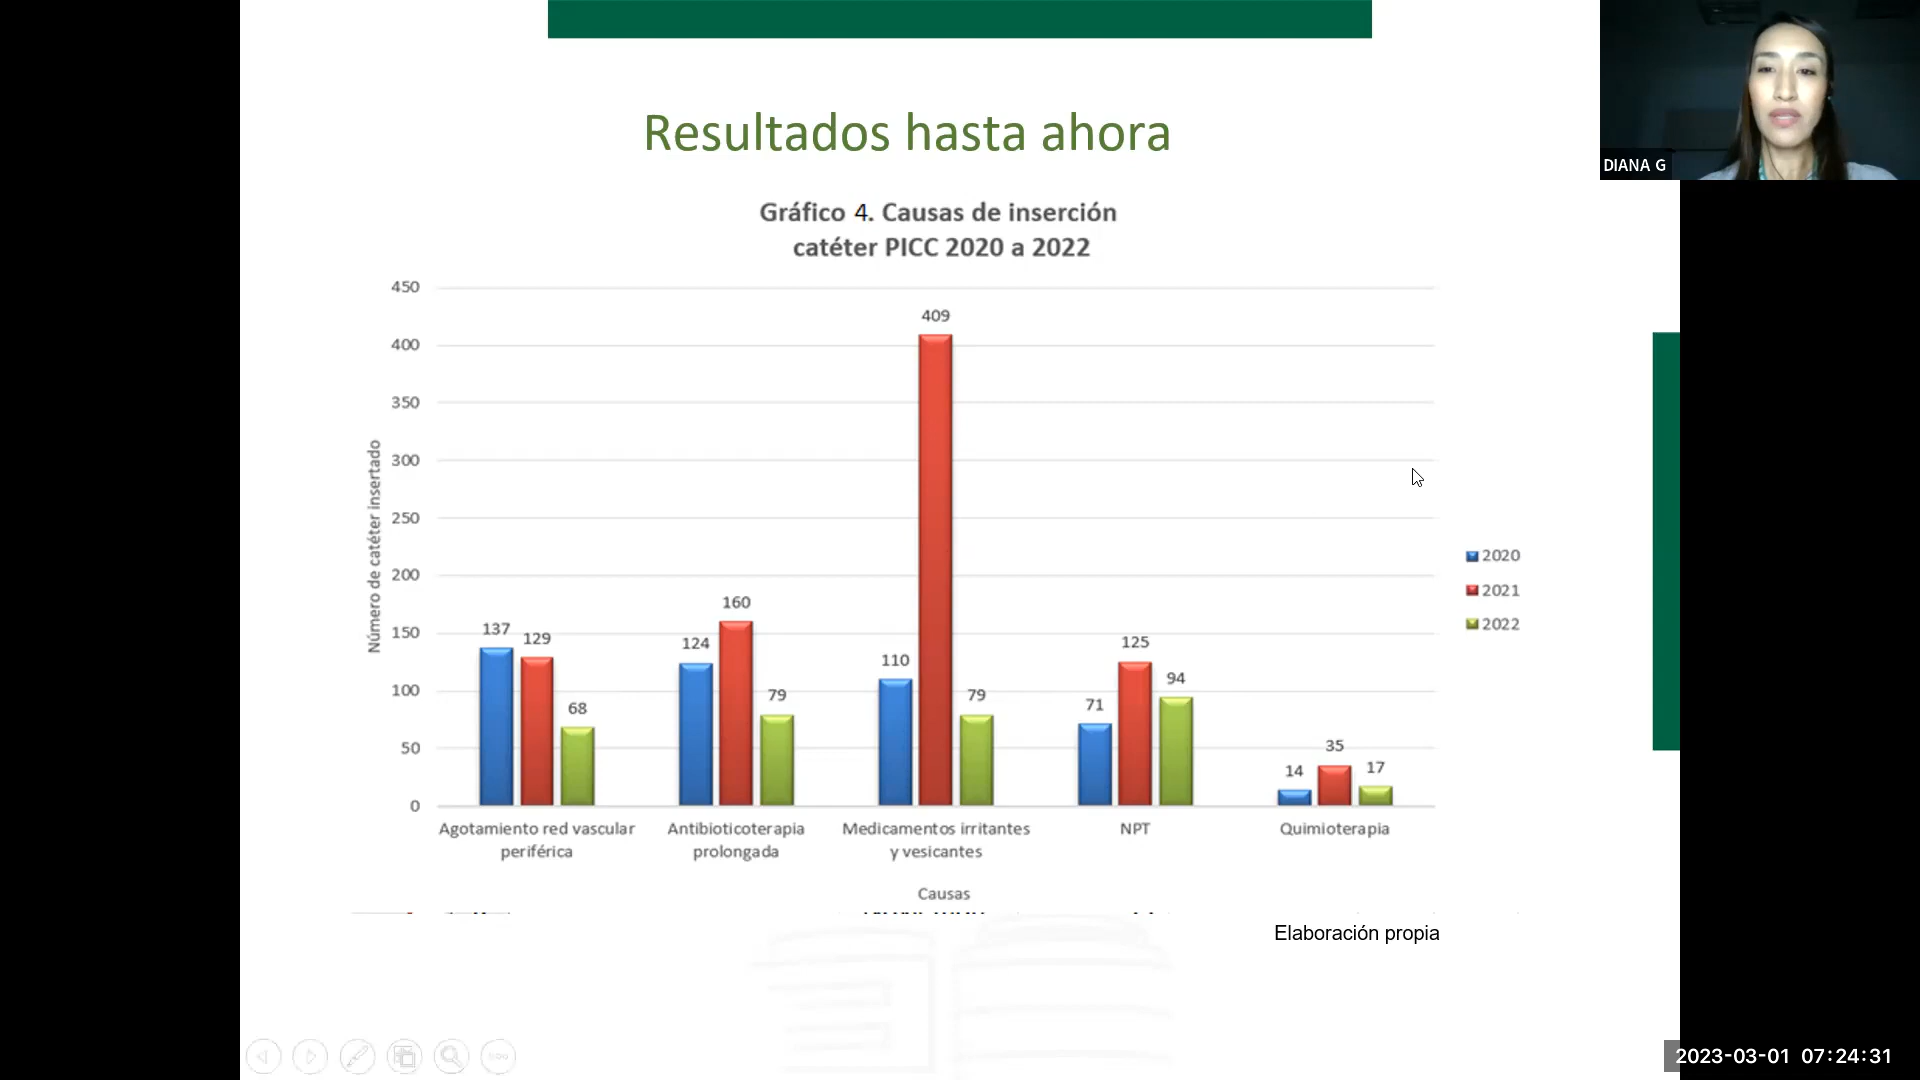 Resultados hasta ahora
DIANA G
Gráfico 4. Causas de inserción
catéter PICC 2020 a 2022
Número de catéter insertado
450
400
350
300
250
200
150
100
50
0
137
129
68
124
160
79
110
409
79
71
125
94
14
35
17
2020
2021
2022
Agotamiento red vascular
periférica
Antibioticoterapia
prolongada
Medicamentos irritantes
y vesicantes
NPT
Quimioterapia
Causas
Elaboración propia
2023-03-01 07:24:31